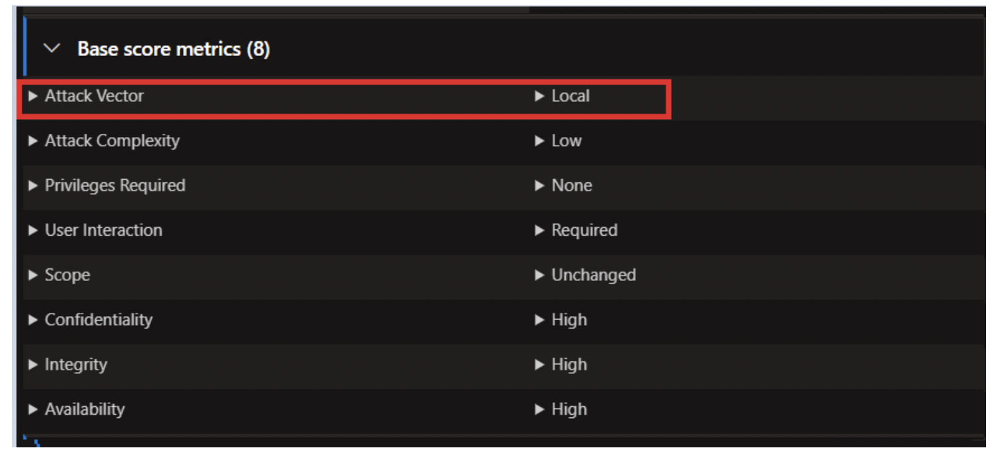 Base score metrics (8)
Attack Vector Local
Attack Complexity Low
Privileges Required None
User Interaction Required
Scope Unchanged
Confidentiality High
Integrity High
Availability High